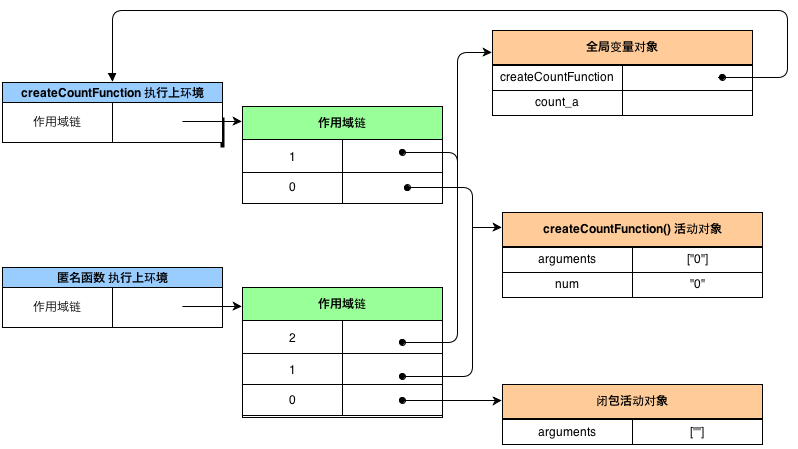 全局变量对象
createCountFunction
count_a
createCountFunction 执行上环境
作用域链
作用域链
1
0
createCountFunction() 活动对象
arguments ["0"]
num "0"
匿名函数 执行上环境
作用域链
作用域链
2
1
0
闭包活动对象
arguments [""]